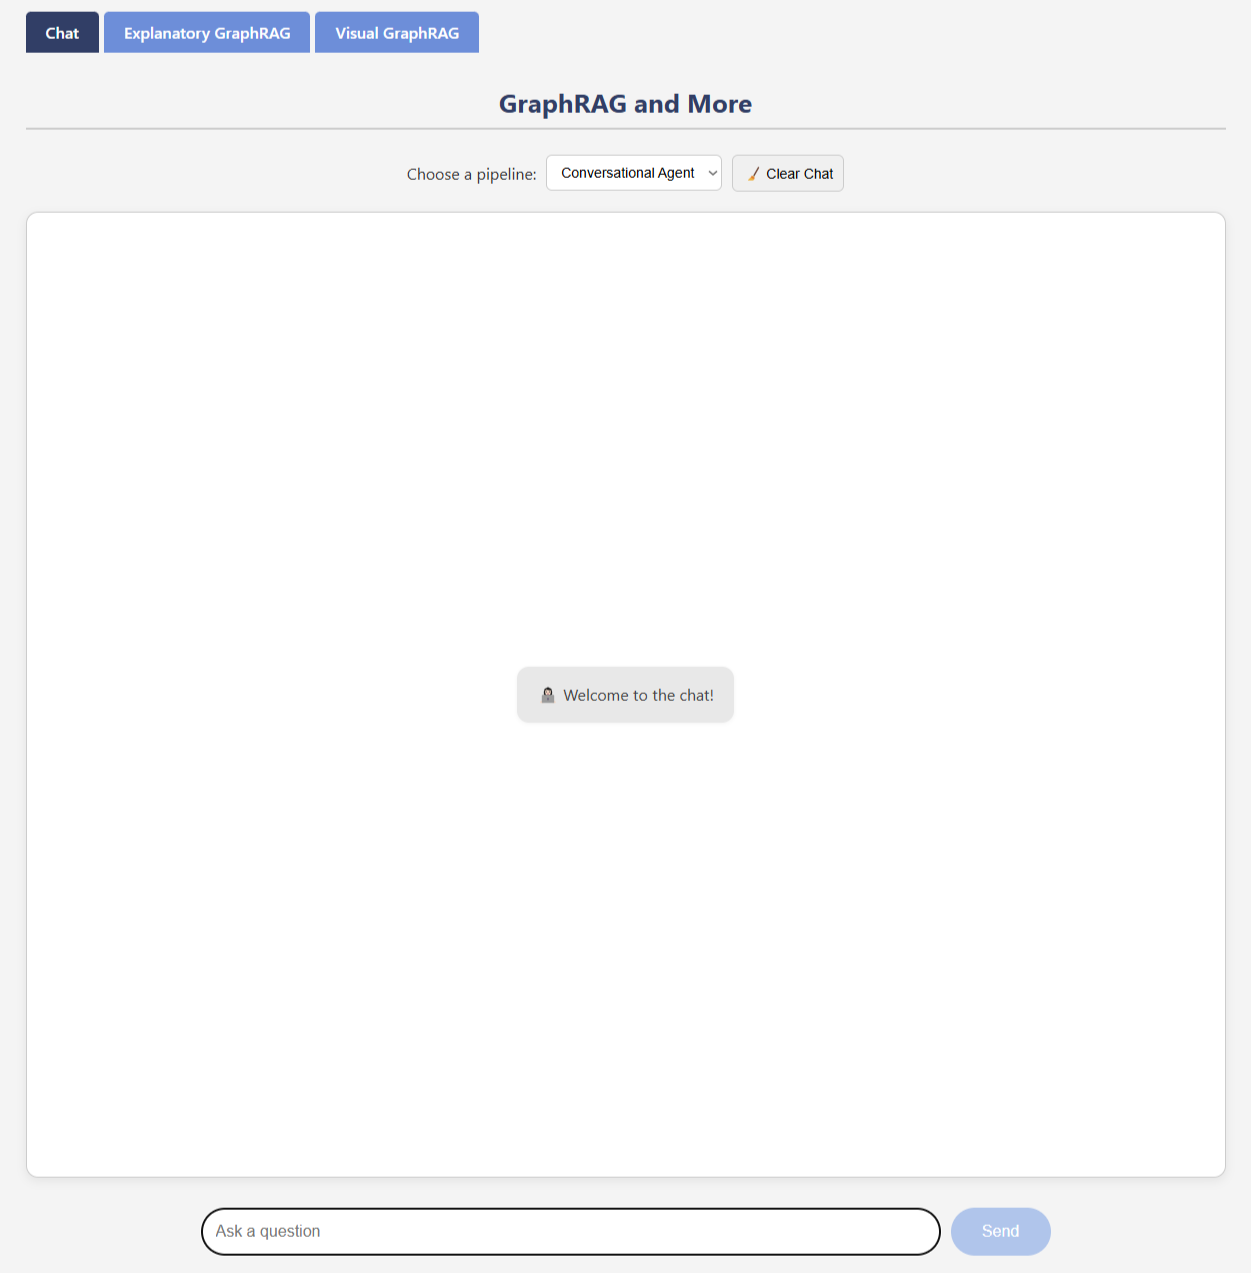 Chat Explanatory GraphRAG Visual GraphRAG
GraphRAG and More
Choose a pipeline: Conversational Agent Clear Chat
Welcome to the chat!
Ask a question Send